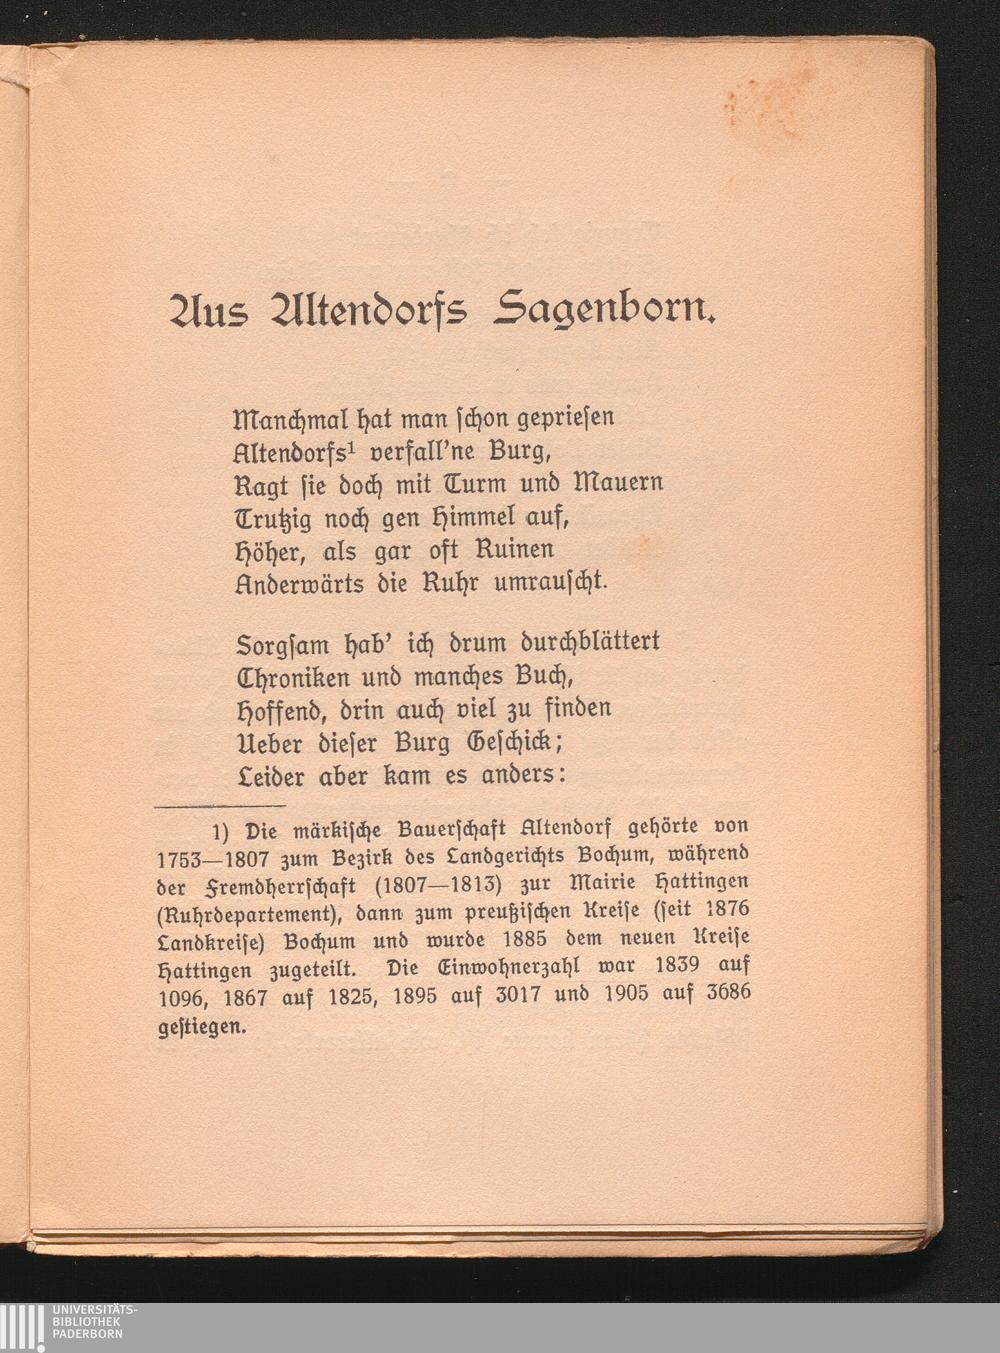 Aus Altendorfs Sagenborn.
Manchmal hat man schon gepriesen
Altendorfs¹ verfall'ne Burg,
Ragt sie doch mit Turm und Mauern
Trutzig noch gen Himmel auf,
Höher, als gar oft Ruinen
Anderwärts die Ruhr umrauscht.
Sorgsam hab' ich drum durchblättert
Chroniken und manches Buch,
Hoffend, drin auch viel zu finden
Ueber dieser Burg Geschick;
Leider aber kam es anders:
1) Die märkische Bauerschaft Altendorf gehörte von
1753—1807 zum Bezirk des Landgerichts Bochum, während
der Fremdherrschaft (1807—1813) zur Mairie Hattingen
(Ruhrdepartement), dann zum preußischen Kreise (seit 1876
Landkreise) Bochum und wurde 1885 dem neuen Kreise
Hattingen zugeteilt. Die Einwohnerzahl war 1839 auf
1096, 1867 auf 1825, 1895 auf 3017 und 1905 auf 3686
gestiegen.
UNIVERSITÄTS-
BIBLIOTHEK
PADERBORN